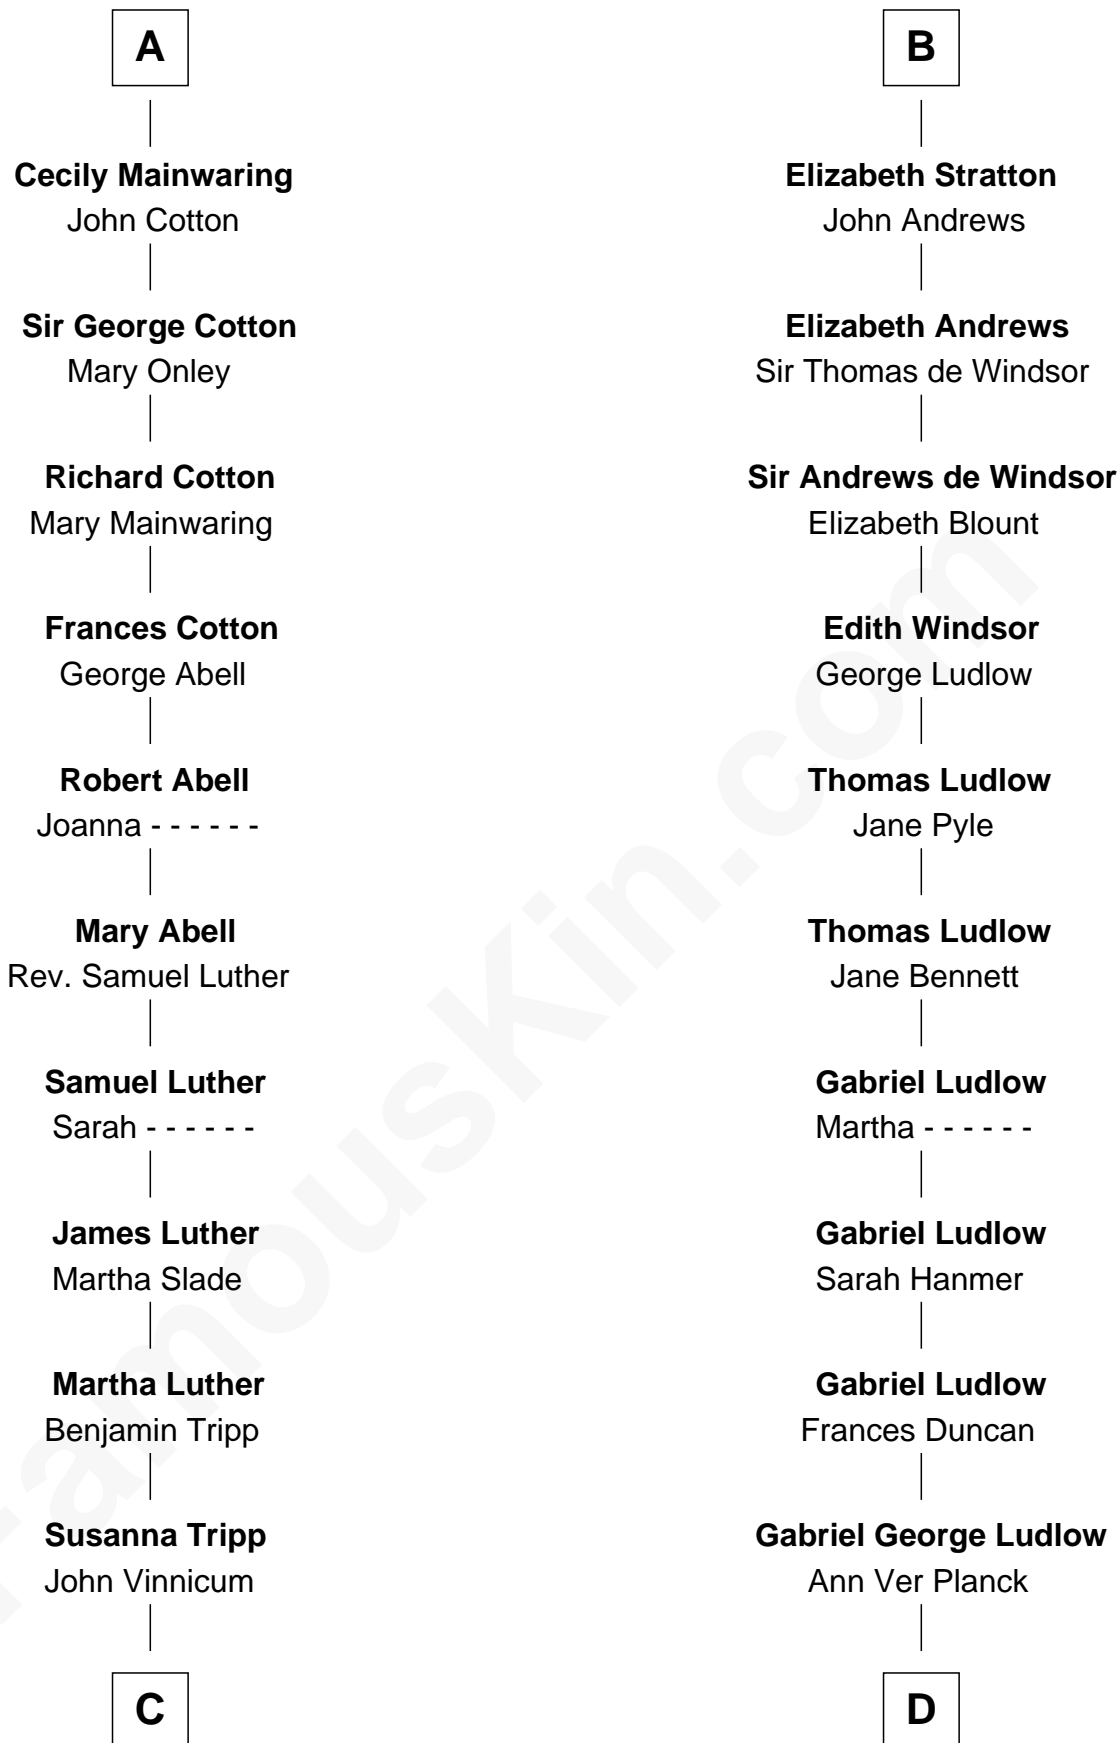 A
Cecily Mainwaring
John Cotton
Sir George Cotton
Mary Onley
Richard Cotton
Mary Mainwaring
Frances Cotton
George Abell
Robert Abell
Joanna - - - - - -
Mary Abell
Rev. Samuel Luther
Samuel Luther
Sarah - - - - - -
James Luther
Martha Slade
Martha Luther
Benjamin Tripp
Susanna Tripp
John Vinnicum
C
B
Elizabeth Stratton
John Andrews
Elizabeth Andrews
Sir Thomas de Windsor
Sir Andrews de Windsor
Elizabeth Blount
Edith Windsor
George Ludlow
Thomas Ludlow
Jane Pyle
Thomas Ludlow
Jane Bennett
Gabriel Ludlow
Martha - - - - - -
Gabriel Ludlow
Sarah Hanmer
Gabriel Ludlow
Frances Duncan
Gabriel George Ludlow
Ann Ver Planck
D
FamousKin.com